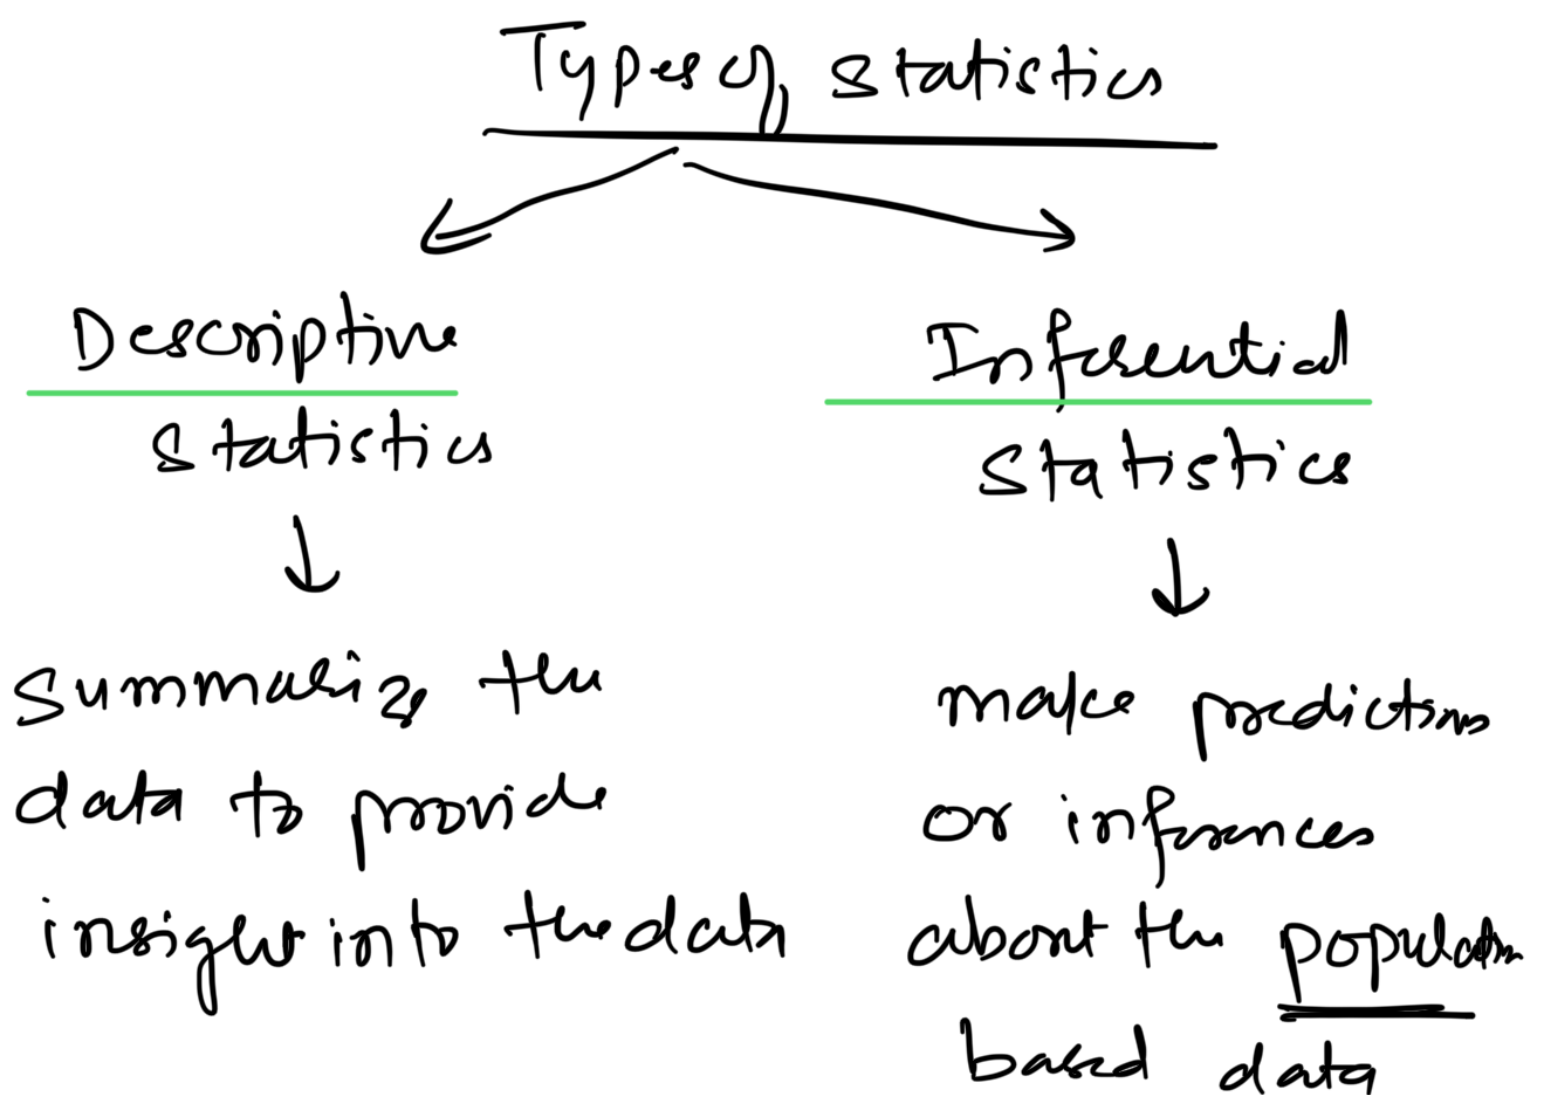 Types of statistics
Descriptive
statistics
summarize the
data to provide
insight into the data
Inferential
statistics
make predictions
or inferences
about the population
based data